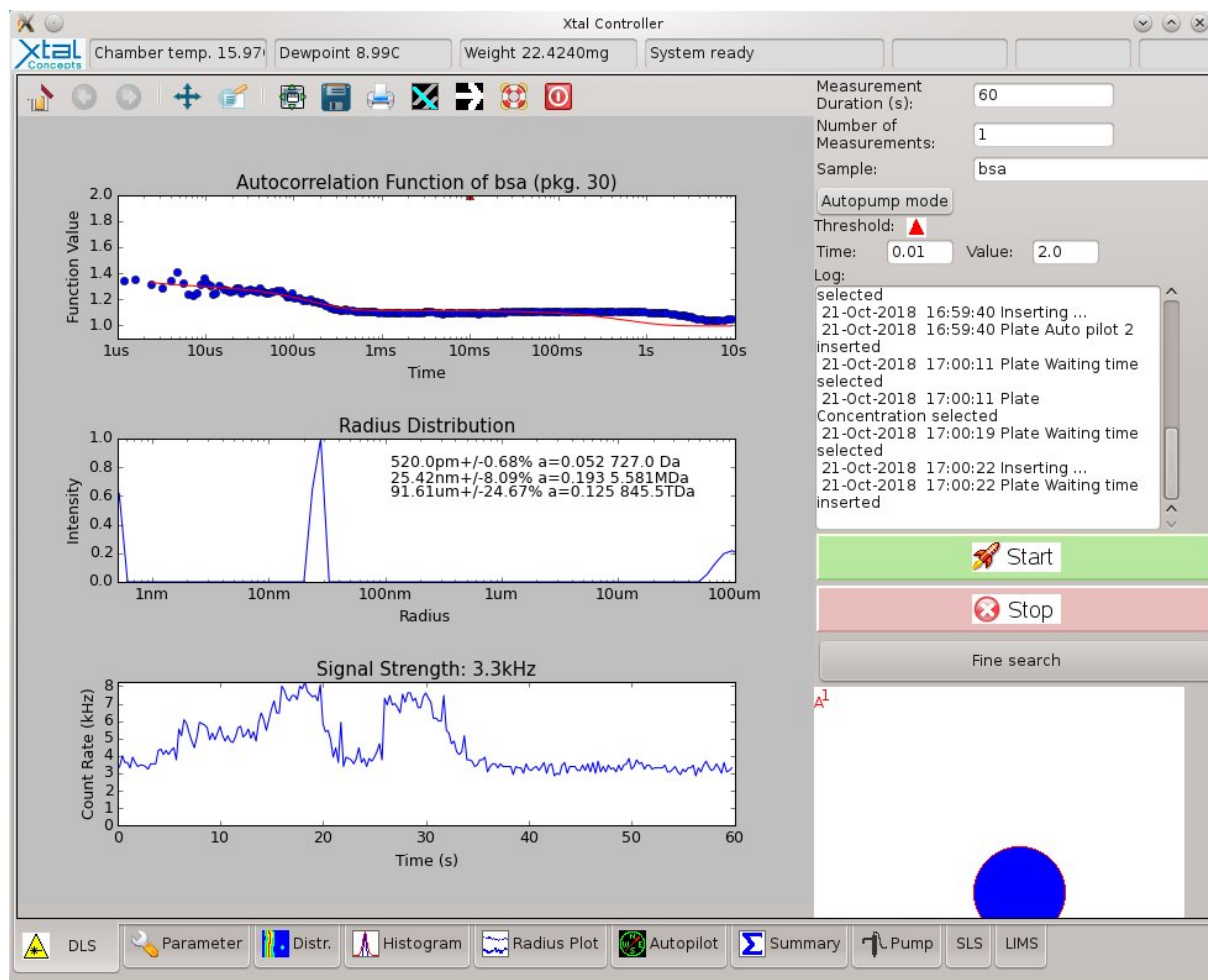 Xtal Controller
Xtal
Concepts
Chamber temp. 15.97
Dewpoint 8.99C
Weight 22.4240mg
System ready
Autocorrelation Function of bsa (pkg. 30)
Function Value
2.0
1.8
1.6
1.4
1.2
1.0
1us
10us
100us
1ms
10ms
100ms
1s
10s
Time
Radius Distribution
Intensity
1.0
0.8
0.6
0.4
0.2
0.0
520.0pm+/-0.68% a=0.052 727.0 Da
25.42nm+/-8.09% a=0.193 5.581MDa
91.61um+/-24.67% a=0.125 845.5TDa
1nm
10nm
100nm
1um
10um
100um
Radius
Signal Strength: 3.3kHz
Count Rate (kHz)
8
7
6
5
4
3
2
1
0
0
10
20
30
40
50
60
Time (s)
Measurement
Duration (s):
60
Number of
Measurements:
1
Sample:
bsa
Autopump mode
Threshold:
Time:
0.01
Value:
2.0
Log:
selected
21-Oct-2018 16:59:40 Inserting ...
21-Oct-2018 16:59:40 Plate Auto pilot 2
inserted
21-Oct-2018 17:00:11 Plate Waiting time
selected
21-Oct-2018 17:00:11 Plate
Concentration selected
21-Oct-2018 17:00:19 Plate Waiting time
selected
21-Oct-2018 17:00:22 Inserting ...
21-Oct-2018 17:00:22 Plate Waiting time
inserted
Start
Stop
Fine search
A1
DLS
Parameter
Distr.
Histogram
Radius Plot
Autopilot
Summary
Pump
SLS
LIMS